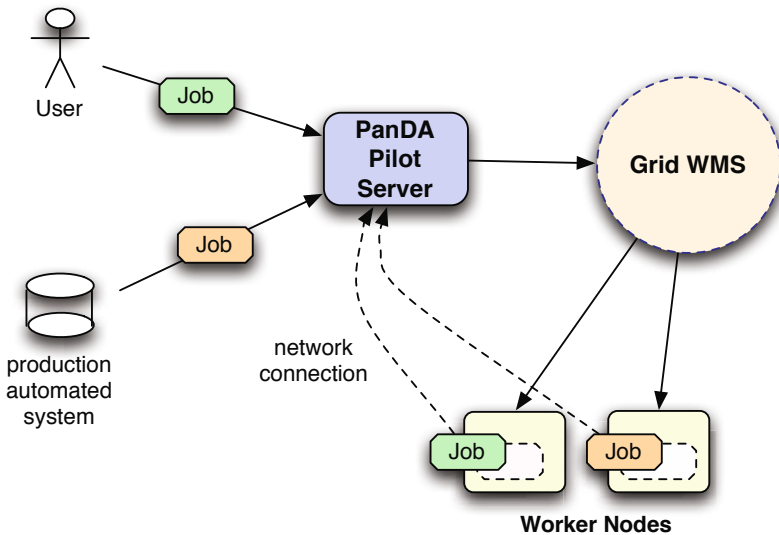 User
Job
PanDA
Pilot
Server
Grid WMS
Job
production
automated
system
network
connection
Job
Job
Worker Nodes